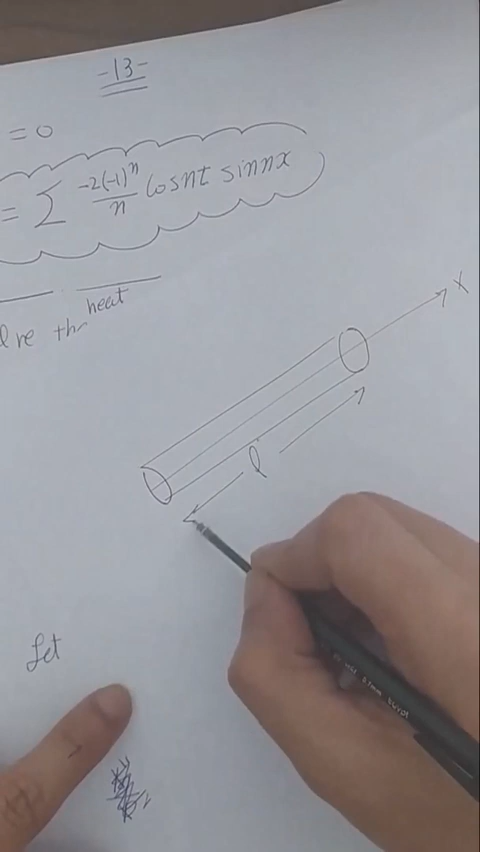 -13-
= 0
= ∑ -2(-1)^n/n cosnt sinnx
lve the heat
x
l
Let